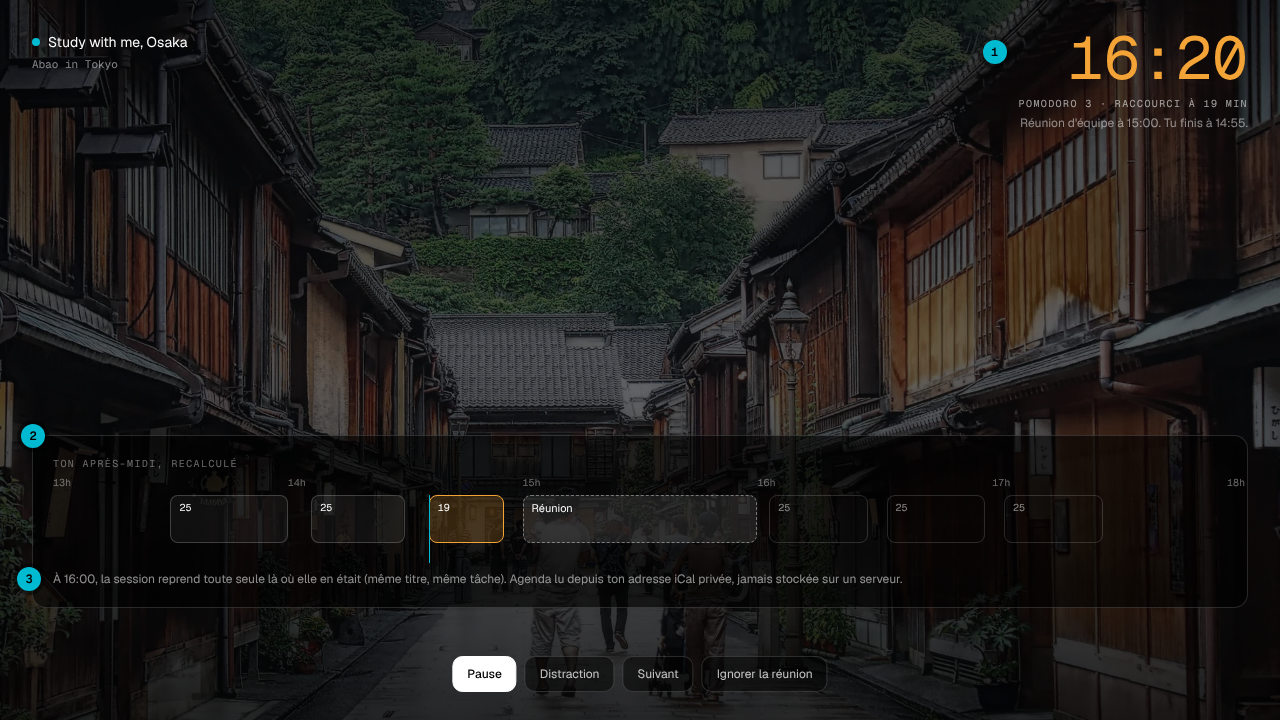 Study with me, Osaka
Abao in Tokyo
1
16:20
POMODORO 3 · RACCOURCI À 19 MIN
Réunion d'équipe à 15:00. Tu finis à 14:55.
2
TON APRÈS-MIDI, RECALCULÉ
13h 14h 15h 16h 17h 18h
25 25 19 Réunion 25 25 25
3
À 16:00, la session reprend toute seule là où elle en était (même titre, même tâche). Agenda lu depuis ton adresse iCal privée, jamais stockée sur un serveur.
Pause Distraction Suivant Ignorer la réunion